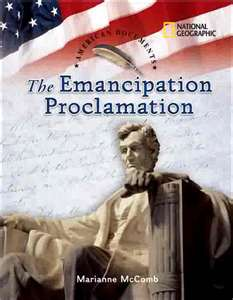 AMERICAN DOCUMENTS
NATIONAL
GEOGRAPHIC
The Emancipation
Proclamation
Marianne McComb